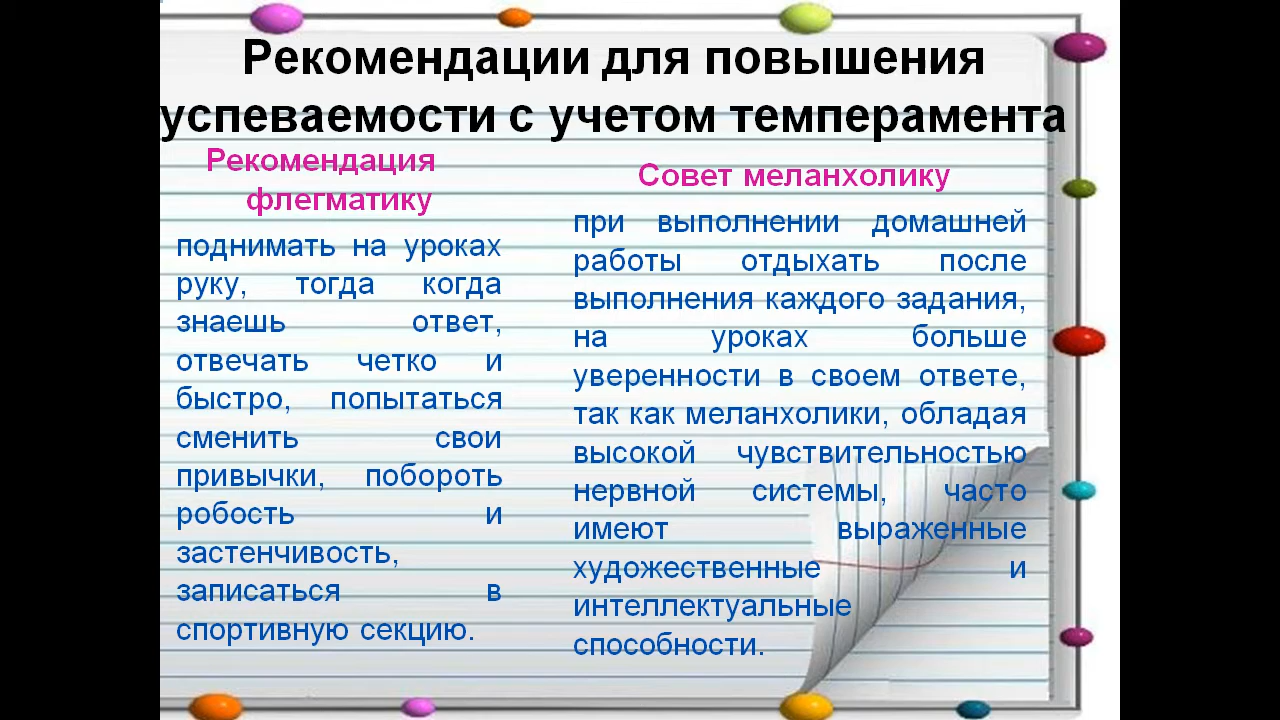 Рекомендации для повышения
успеваемости с учетом темперамента
Рекомендация
флегматику
поднимать на уроках
руку, тогда когда
знаешь ответ,
отвечать четко и
быстро, попытаться
сменить свои
привычки, побороть
робость и
застенчивость,
записаться в
спортивную секцию.
Совет меланхолику
при выполнении домашней
работы отдыхать после
выполнения каждого задания,
на уроках больше
уверенности в своем ответе,
так как меланхолики, обладая
высокой чувствительностью
нервной системы, часто
имеют выраженные
художественные и
интеллектуальные
способности.